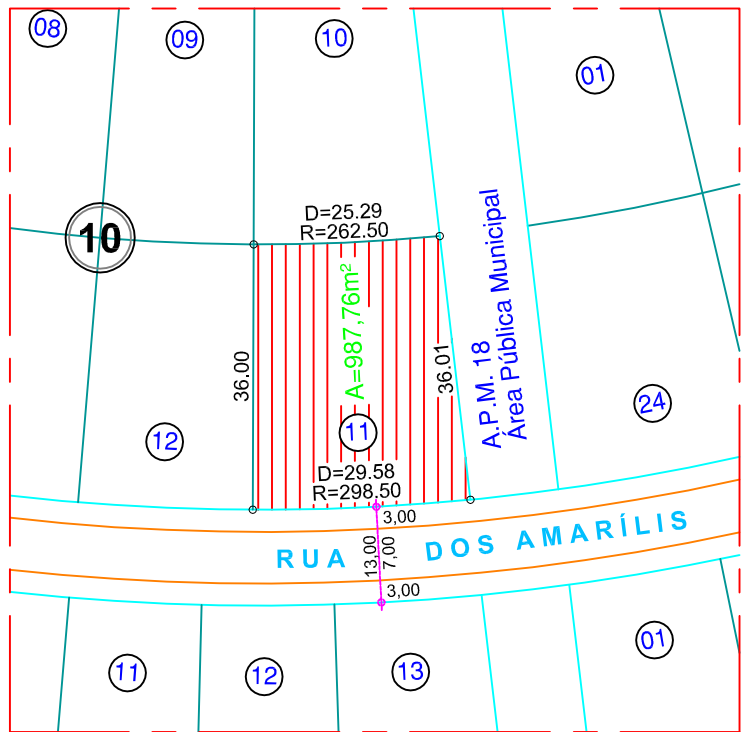 08
09
10
01
10
D=25.29
R=262.50
A=987,76m²
36.00
36.01
A.P.M. 18
Área Pública Municipal
24
12
11
D=29.58
R=298.50
3,00
13,00
7,00
RUA DOS AMARÍLIS
3,00
11
12
13
01